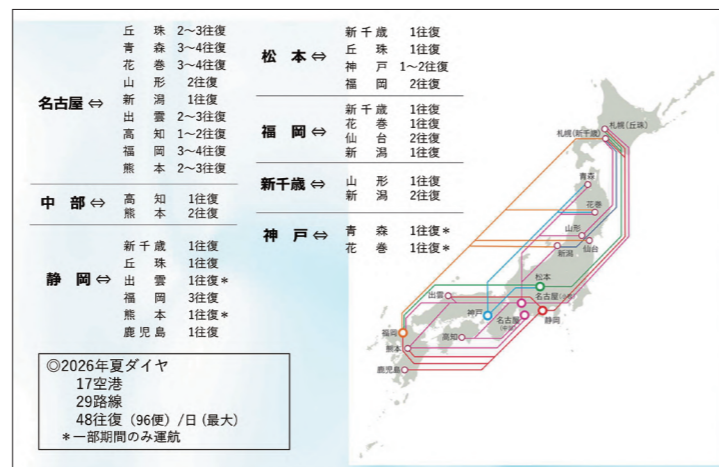 名古屋⇔
丘 珠 2〜3往復
青 森 3〜4往復
花 巻 3〜4往復
山 形 2往復
新 潟 1往復
出 雲 2〜3往復
高 知 1〜2往復
福 岡 3〜4往復
熊 本 2〜3往復
中 部⇔
高 知 1往復
熊 本 2往復
静 岡⇔
新千歳 1往復
丘 珠 1往復
出 雲 1往復*
福 岡 3往復
熊 本 1往復*
鹿児島 1往復
松 本⇔
新千歳 1往復
丘 珠 1往復
神 戸 1〜2往復
福 岡 2往復
福 岡⇔
新千歳 1往復
花 巻 1往復
仙 台 2往復
新 潟 1往復
新千歳⇔
山 形 1往復
新 潟 2往復
神 戸⇔
青 森 1往復*
花 巻 1往復*
◎2026年夏ダイヤ
17空港
29路線
48往復(96便)/日(最大)
*一部期間のみ運航
札幌(丘珠)
札幌(新千歳)
青森
花巻
山形
仙台
新潟
松本
出雲
名古屋(小牧)
神戸
名古屋
(中部)
静岡
福岡
高知
熊本
鹿児島